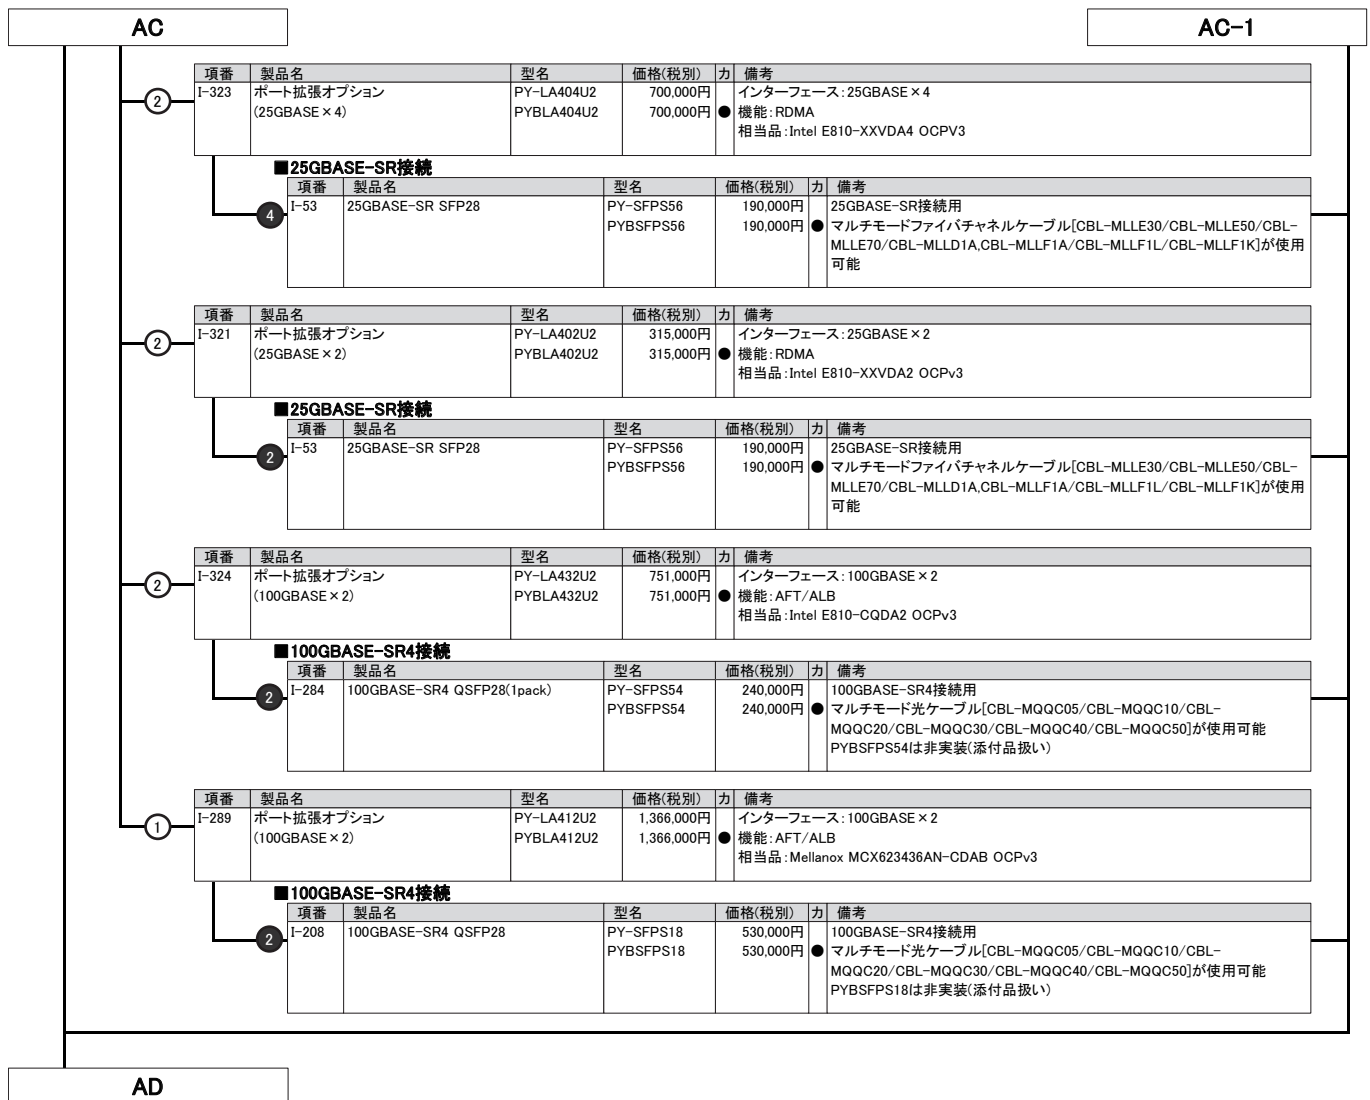 AC
AC-1
項番 製品名 型名 価格(税別) カ 備考
② I-323 ポート拡張オプション PY-LA404U2 700,000円 インターフェース:25GBASE×4
(25GBASE×4) PYBLA404U2 700,000円 ● 機能:RDMA
相当品:Intel E810-XXVDA4 OCPV3
■25GBASE-SR接続
項番 製品名 型名 価格(税別) カ 備考
4 I-53 25GBASE-SR SFP28 PY-SFPS56 190,000円 25GBASE-SR接続用
PYBSFPS56 190,000円 ● マルチモードファイバチャネルケーブル[CBL-MLLE30/CBL-MLLE50/CBL-
MLLE70/CBL-MLLD1A,CBL-MLLF1A/CBL-MLLF1L/CBL-MLLF1K]が使用
可能
項番 製品名 型名 価格(税別) カ 備考
② I-321 ポート拡張オプション PY-LA402U2 315,000円 インターフェース:25GBASE×2
(25GBASE×2) PYBLA402U2 315,000円 ● 機能:RDMA
相当品:Intel E810-XXVDA2 OCPv3
■25GBASE-SR接続
項番 製品名 型名 価格(税別) カ 備考
2 I-53 25GBASE-SR SFP28 PY-SFPS56 190,000円 25GBASE-SR接続用
PYBSFPS56 190,000円 ● マルチモードファイバチャネルケーブル[CBL-MLLE30/CBL-MLLE50/CBL-
MLLE70/CBL-MLLD1A,CBL-MLLF1A/CBL-MLLF1L/CBL-MLLF1K]が使用
可能
項番 製品名 型名 価格(税別) カ 備考
② I-324 ポート拡張オプション PY-LA432U2 751,000円 インターフェース:100GBASE×2
(100GBASE×2) PYBLA432U2 751,000円 ● 機能:AFT/ALB
相当品:Intel E810-CQDA2 OCPv3
■100GBASE-SR4接続
項番 製品名 型名 価格(税別) カ 備考
2 I-284 100GBASE-SR4 QSFP28(1pack) PY-SFPS54 240,000円 100GBASE-SR4接続用
PYBSFPS54 240,000円 ● マルチモード光ケーブル[CBL-MQQC05/CBL-MQQC10/CBL-
MQQC20/CBL-MQQC30/CBL-MQQC40/CBL-MQQC50]が使用可能
PYBSFPS54は非実装(添付品扱い)
項番 製品名 型名 価格(税別) カ 備考
① I-289 ポート拡張オプション PY-LA412U2 1,366,000円 インターフェース:100GBASE×2
(100GBASE×2) PYBLA412U2 1,366,000円 ● 機能:AFT/ALB
相当品:Mellanox MCX623436AN-CDAB OCPv3
■100GBASE-SR4接続
項番 製品名 型名 価格(税別) カ 備考
2 I-208 100GBASE-SR4 QSFP28 PY-SFPS18 530,000円 100GBASE-SR4接続用
PYBSFPS18 530,000円 ● マルチモード光ケーブル[CBL-MQQC05/CBL-MQQC10/CBL-
MQQC20/CBL-MQQC30/CBL-MQQC40/CBL-MQQC50]が使用可能
PYBSFPS18は非実装(添付品扱い)
AD